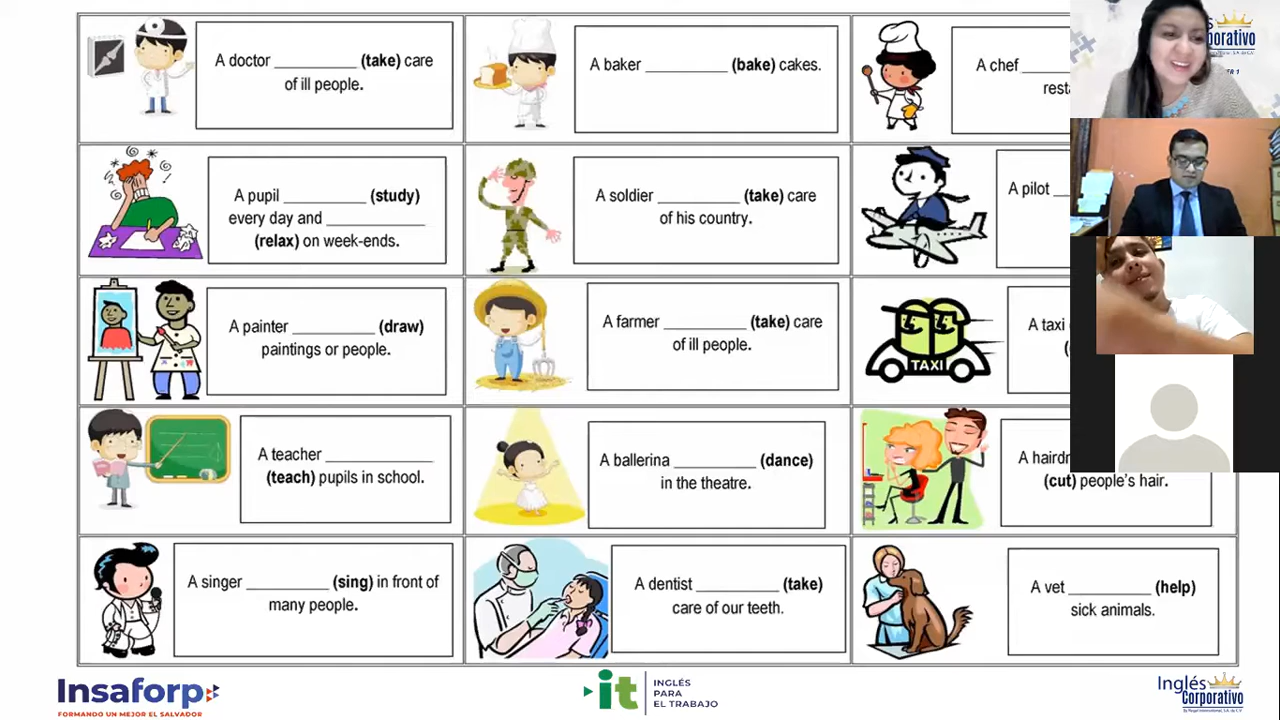 A doctor __________ (take) care
of ill people.
A baker __________ (bake) cakes.
A chef
A pupil __________ (study)
every day and ____________
(relax) on week-ends.
A soldier __________ (take) care
of his country.
A pilot
A painter __________ (draw)
paintings or people.
A farmer __________ (take) care
of ill people.
TAXI
A taxi
A teacher _____________
(teach) pupils in school.
A ballerina __________ (dance)
in the theatre.
(cut) people's hair.
A singer __________ (sing) in front of
many people.
A dentist __________ (take)
care of our teeth.
A vet __________ (help)
sick animals.
Insaforp
FORMANDO UN MEJOR EL SALVADOR
it
INGLÉS
PARA
EL TRABAJO
Inglés
Corporativo